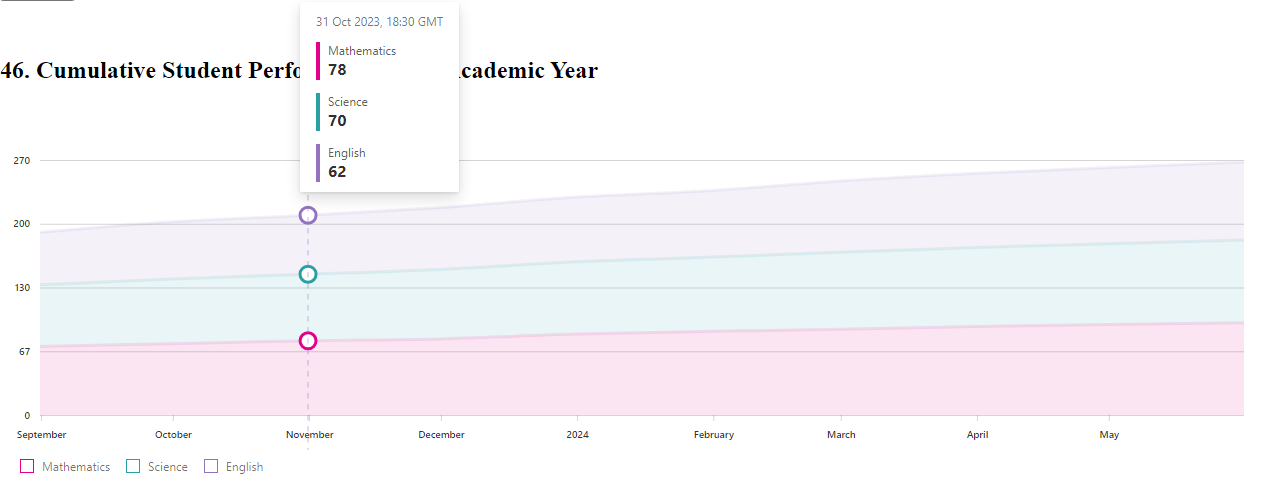 31 Oct 2023, 18:30 GMT
Mathematics
78
Science
70
English
62
46. Cumulative Student Perfo cademic Year
270
200
130
67
0
September October November December 2024 February March April May
Mathematics Science English